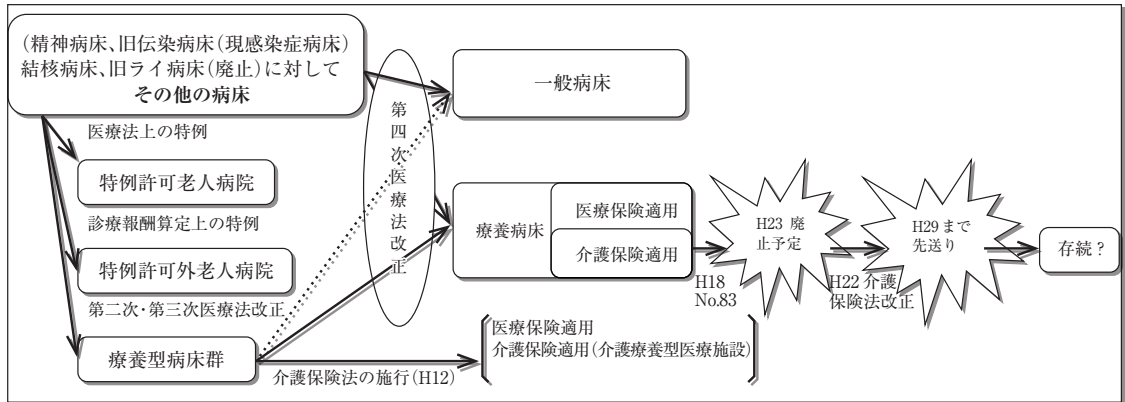 (精神病床、旧伝染病床(現感染症病床)
結核病床、旧ライ病床(廃止)に対して
その他の病床
医療法上の特例
特例許可老人病院
診療報酬算定上の特例
特例許可外老人病院
第二次・第三次医療法改正
療養型病床群
介護保険法の施行(H12)
第四次医療法改正
一般病床
療養病床
医療保険適用
介護保険適用
H18
No.83
H23 廃
止予定
H22 介護
保険法改正
H29 まで
先送り
存続？
医療保険適用
介護保険適用(介護療養型医療施設)